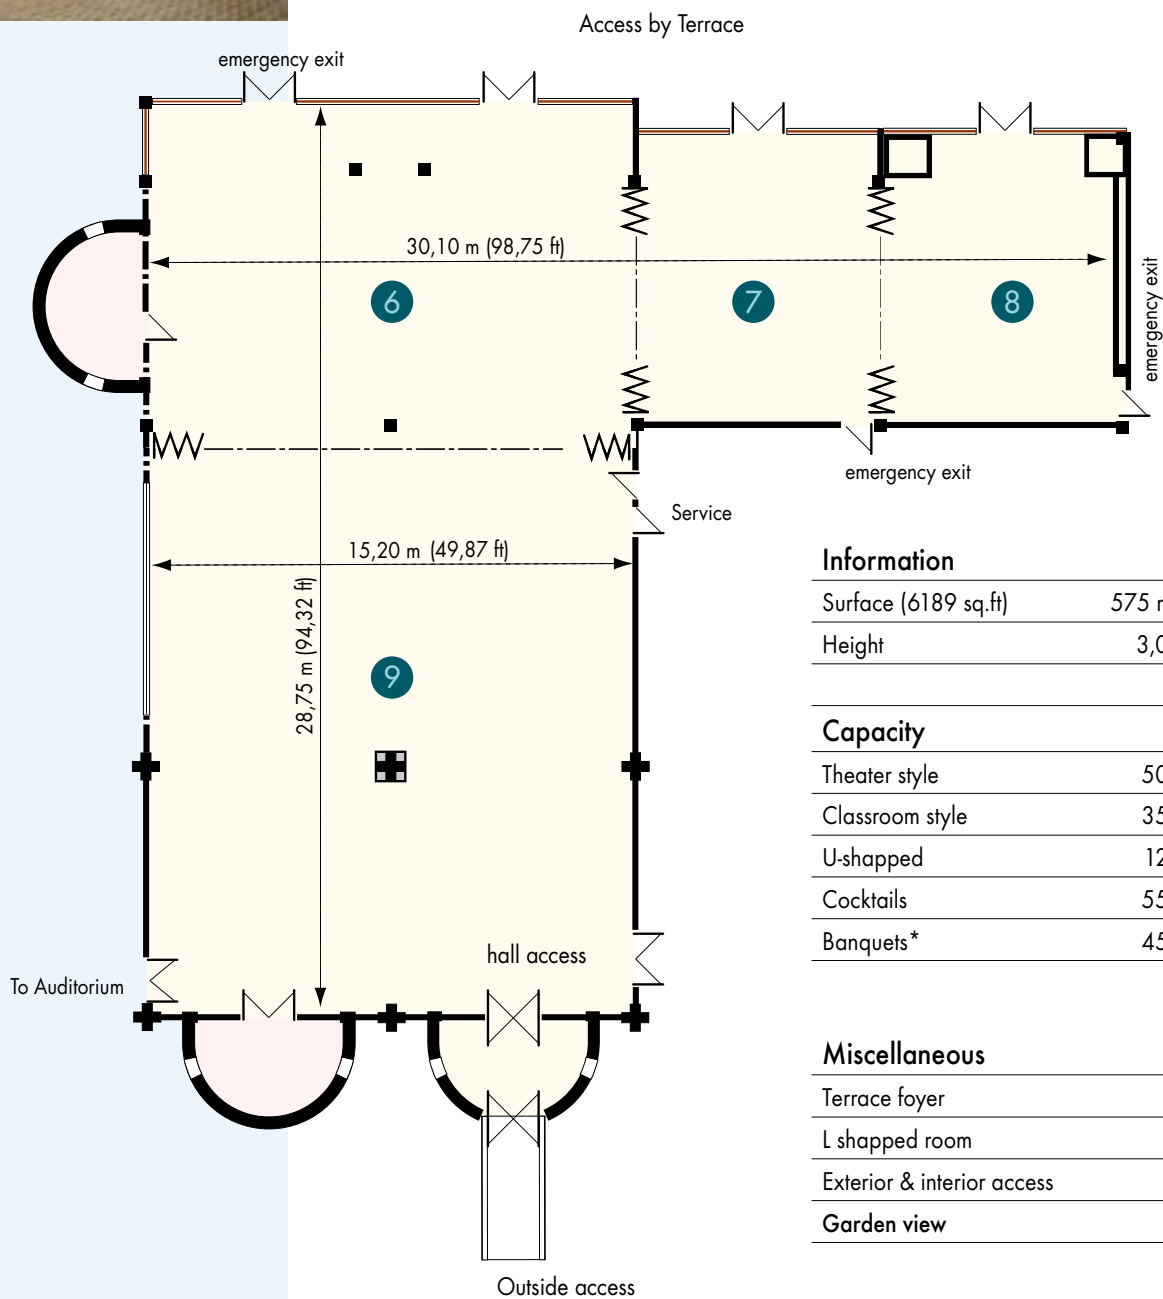 Access by Terrace
emergency exit
30,10 m (98,75 ft)
6
7
8
emergency exit
emergency exit
Service
15,20 m (49,87 ft)
28,75 m (94,32 ft)
9
hall access
To Auditorium
Outside access
Information
Surface (6189 sq.ft) 575
Height
Capacity
Theater style
Classroom style
U-shapped
Cocktails
Banquets*
Miscellaneous
Terrace foyer
L shapped room
Exterior & interior access
Garden view